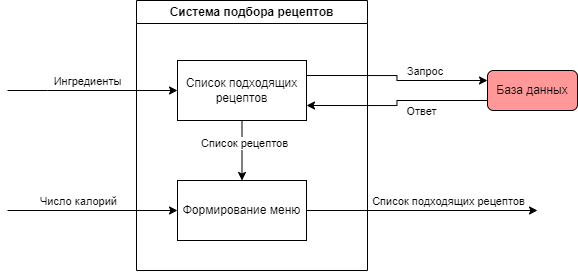 Система подбора рецептов
Ингредиенты
Список подходящих
рецептов
Запрос
База данных
Ответ
Список рецептов
Число калорий
Формирование меню
Список подходящих рецептов